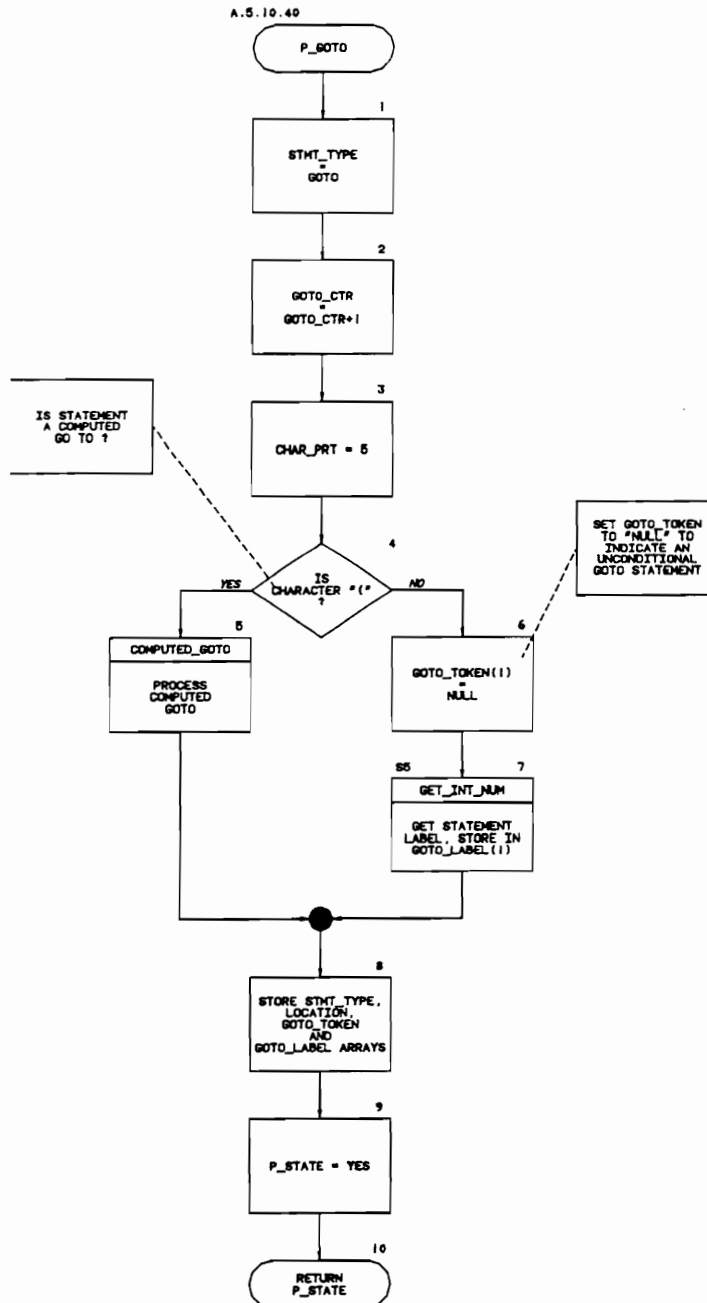 A.5.10.40
P_GOTO
1
STMT_TYPE
=
GOTO
2
GOTO_CTR
=
GOTO_CTR+1
3
CHAR_PRT = 5
IS STATEMENT
A COMPUTED
GO TO ?
4
IS
CHARACTER "("
?
YES
NO
SET GOTO_TOKEN
TO "NULL" TO
INDICATE AN
UNCONDITIONAL
GOTO STATEMENT
5
COMPUTED_GOTO
PROCESS
COMPUTED
GOTO
6
GOTO_TOKEN(1)
=
NULL
S5
7
GET_INT_NUM
GET STATEMENT
LABEL, STORE IN
GOTO_LABEL(1)
8
STORE STMT_TYPE,
LOCATION,
GOTO_TOKEN
AND
GOTO_LABEL ARRAYS
9
P_STATE = YES
10
RETURN
P_STATE